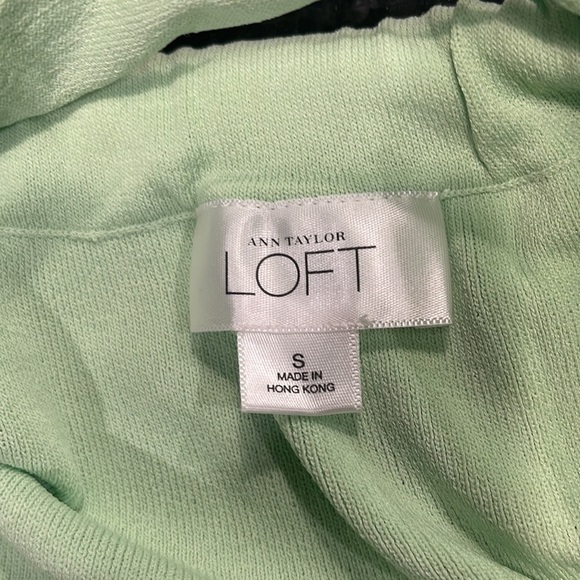 ANN TAYLOR
LOFT
S
MADE IN
HONG KONG